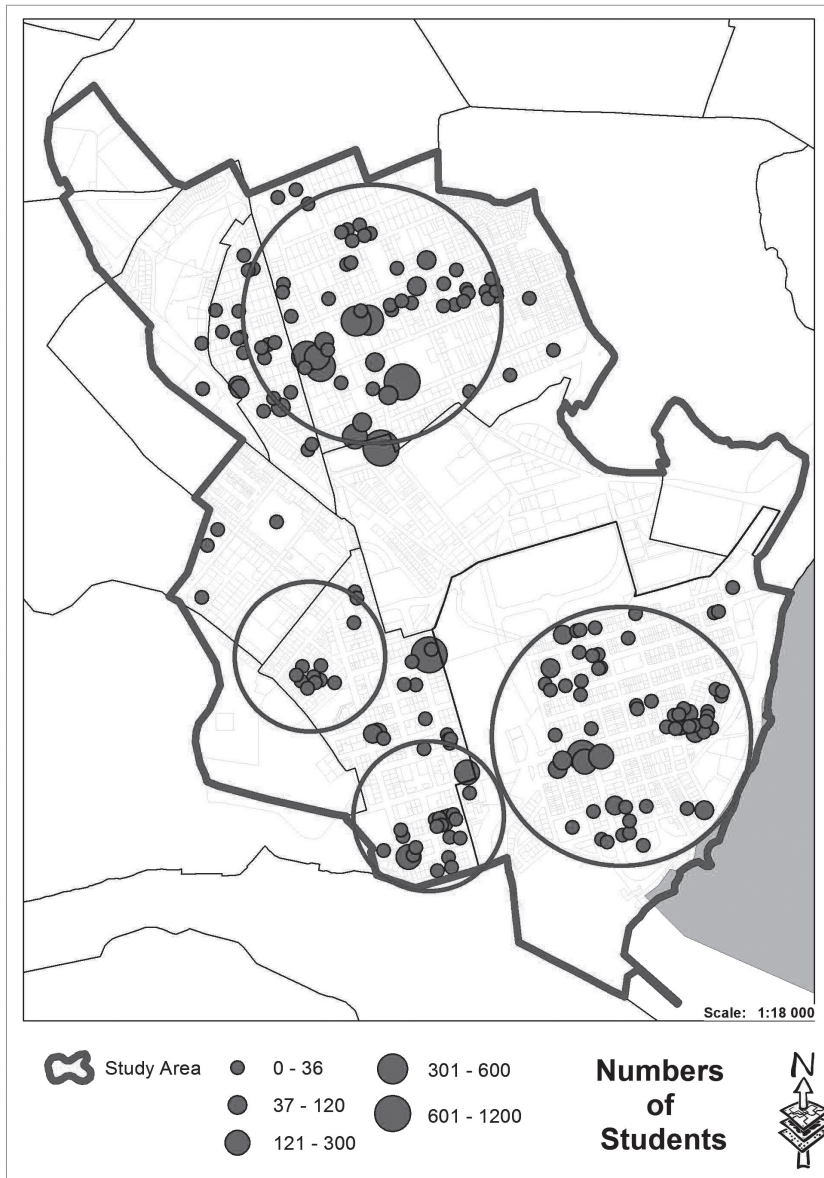 Scale: 1:18 000
Study Area
0 - 36
37 - 120
121 - 300
301 - 600
601 - 1200
Numbers
of
Students
N